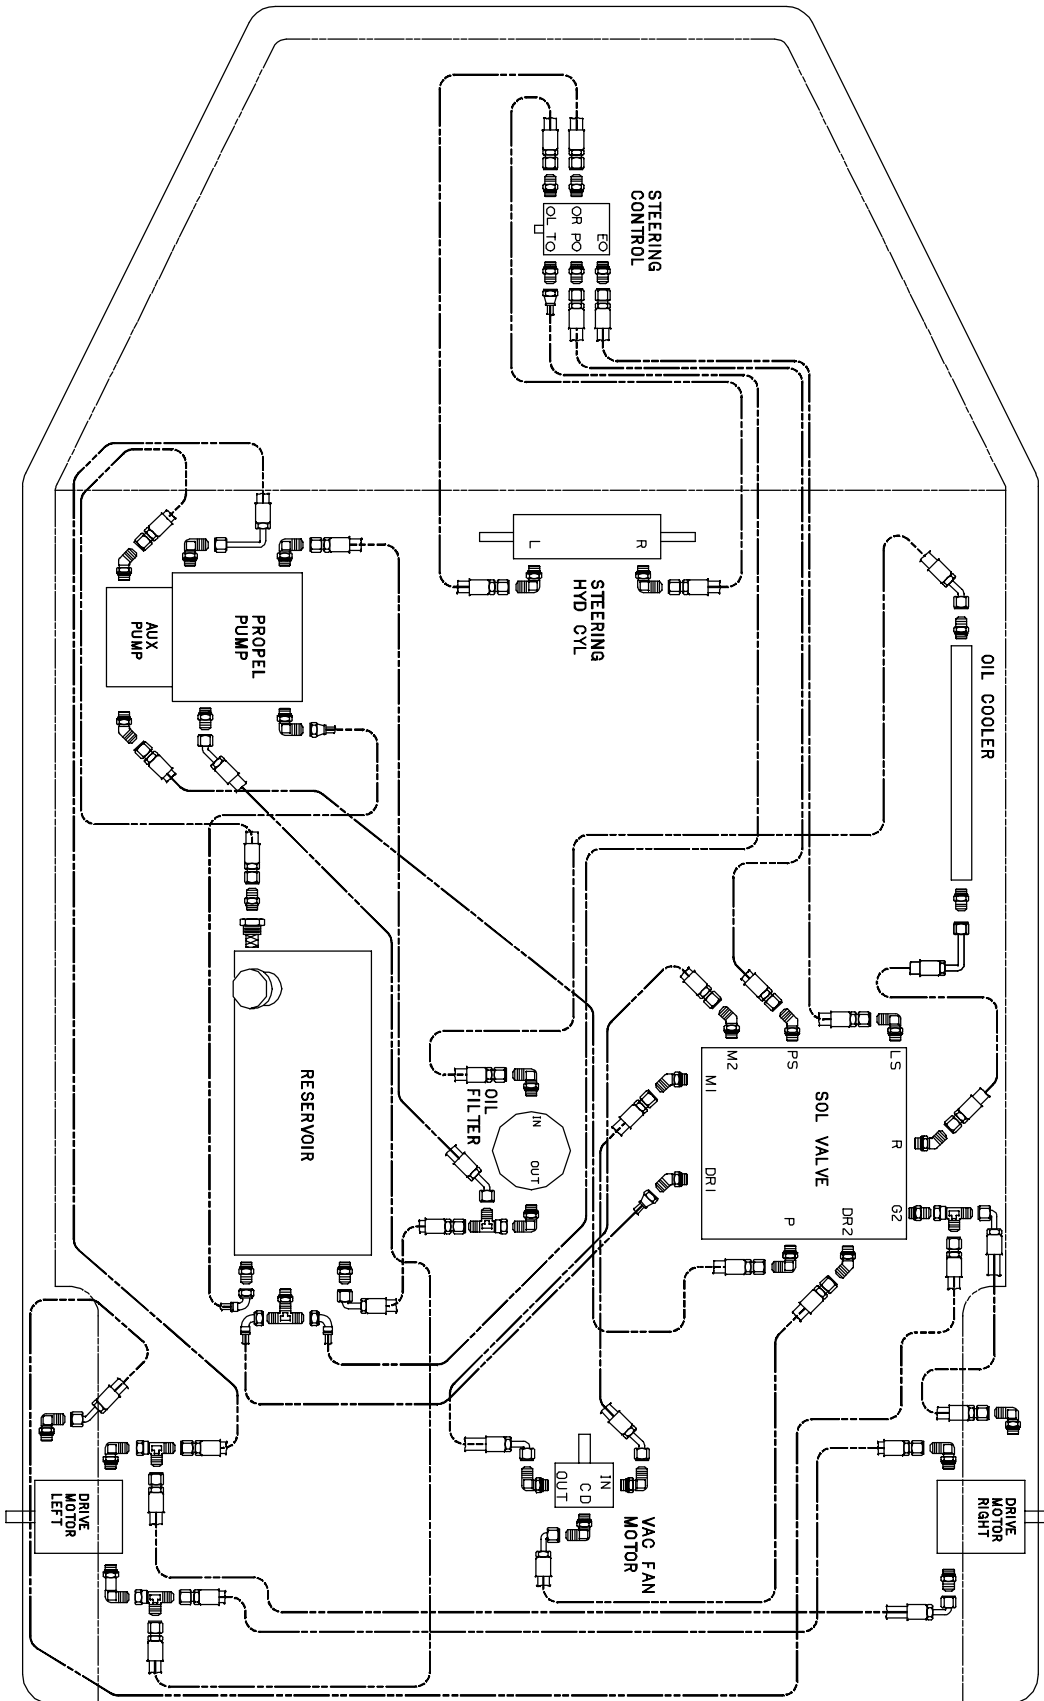 STEERING
CONTROL
EO
OR PO
OL TO
L
R
STEERING
HYD CYL
OIL COOLER
PROPEL
PUMP
AUX
PUMP
RESERVOIR
OIL
FILTER
IN
OUT
SOL VALVE
M2
PS
LS
M1
R
DR1
G2
P
DR2
VAC FAN
MOTOR
IN
CD
OUT
DRIVE
MOTOR
LEFT
DRIVE
MOTOR
RIGHT